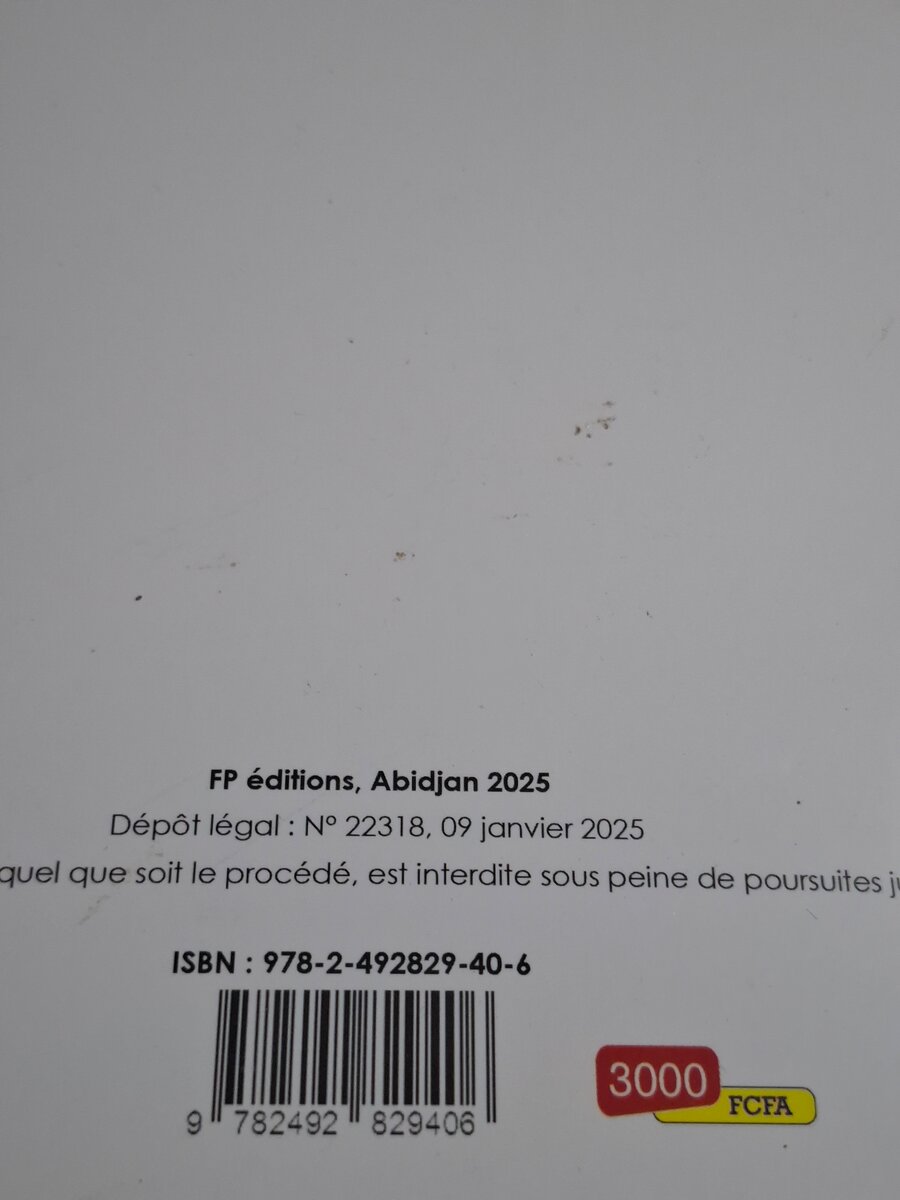 FP éditions, Abidjan 2025
Dépôt légal : N° 22318, 09 janvier 2025
quel que soit le procédé, est interdite sous peine de poursuites
ISBN : 978-2-492829-40-6
9 782492 829406
3000
FCFA